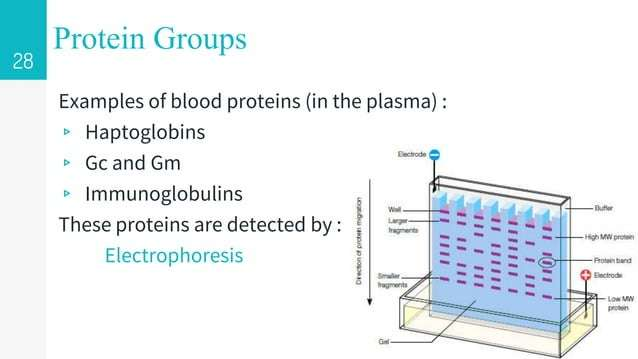 28
Protein Groups
Examples of blood proteins (in the plasma) :
Haptoglobins
Gc and Gm
Immunoglobulins
These proteins are detected by :
Electrophoresis
Electrode
Direction of protein migration
Well
Larger
fragments
Smaller
fragments
Gel
Buffer
High MW protein
Protein band
Electrode
Low MW
protein